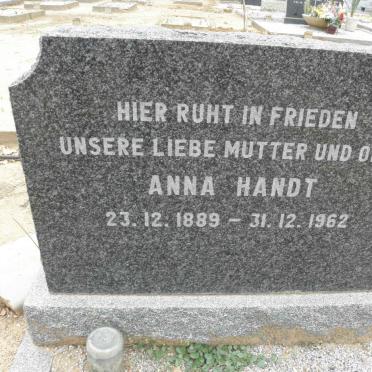 HIER RUHT IN FRIEDEN
UNSERE LIEBE MUTTER UND
ANNA HANDT
23. 12. 1889 – 31. 12. 1962